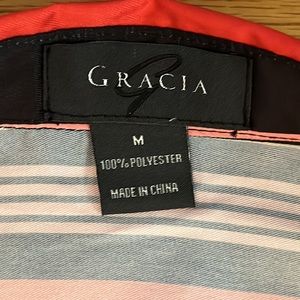 GRACIA
M
100% POLYESTER
MADE IN CHINA